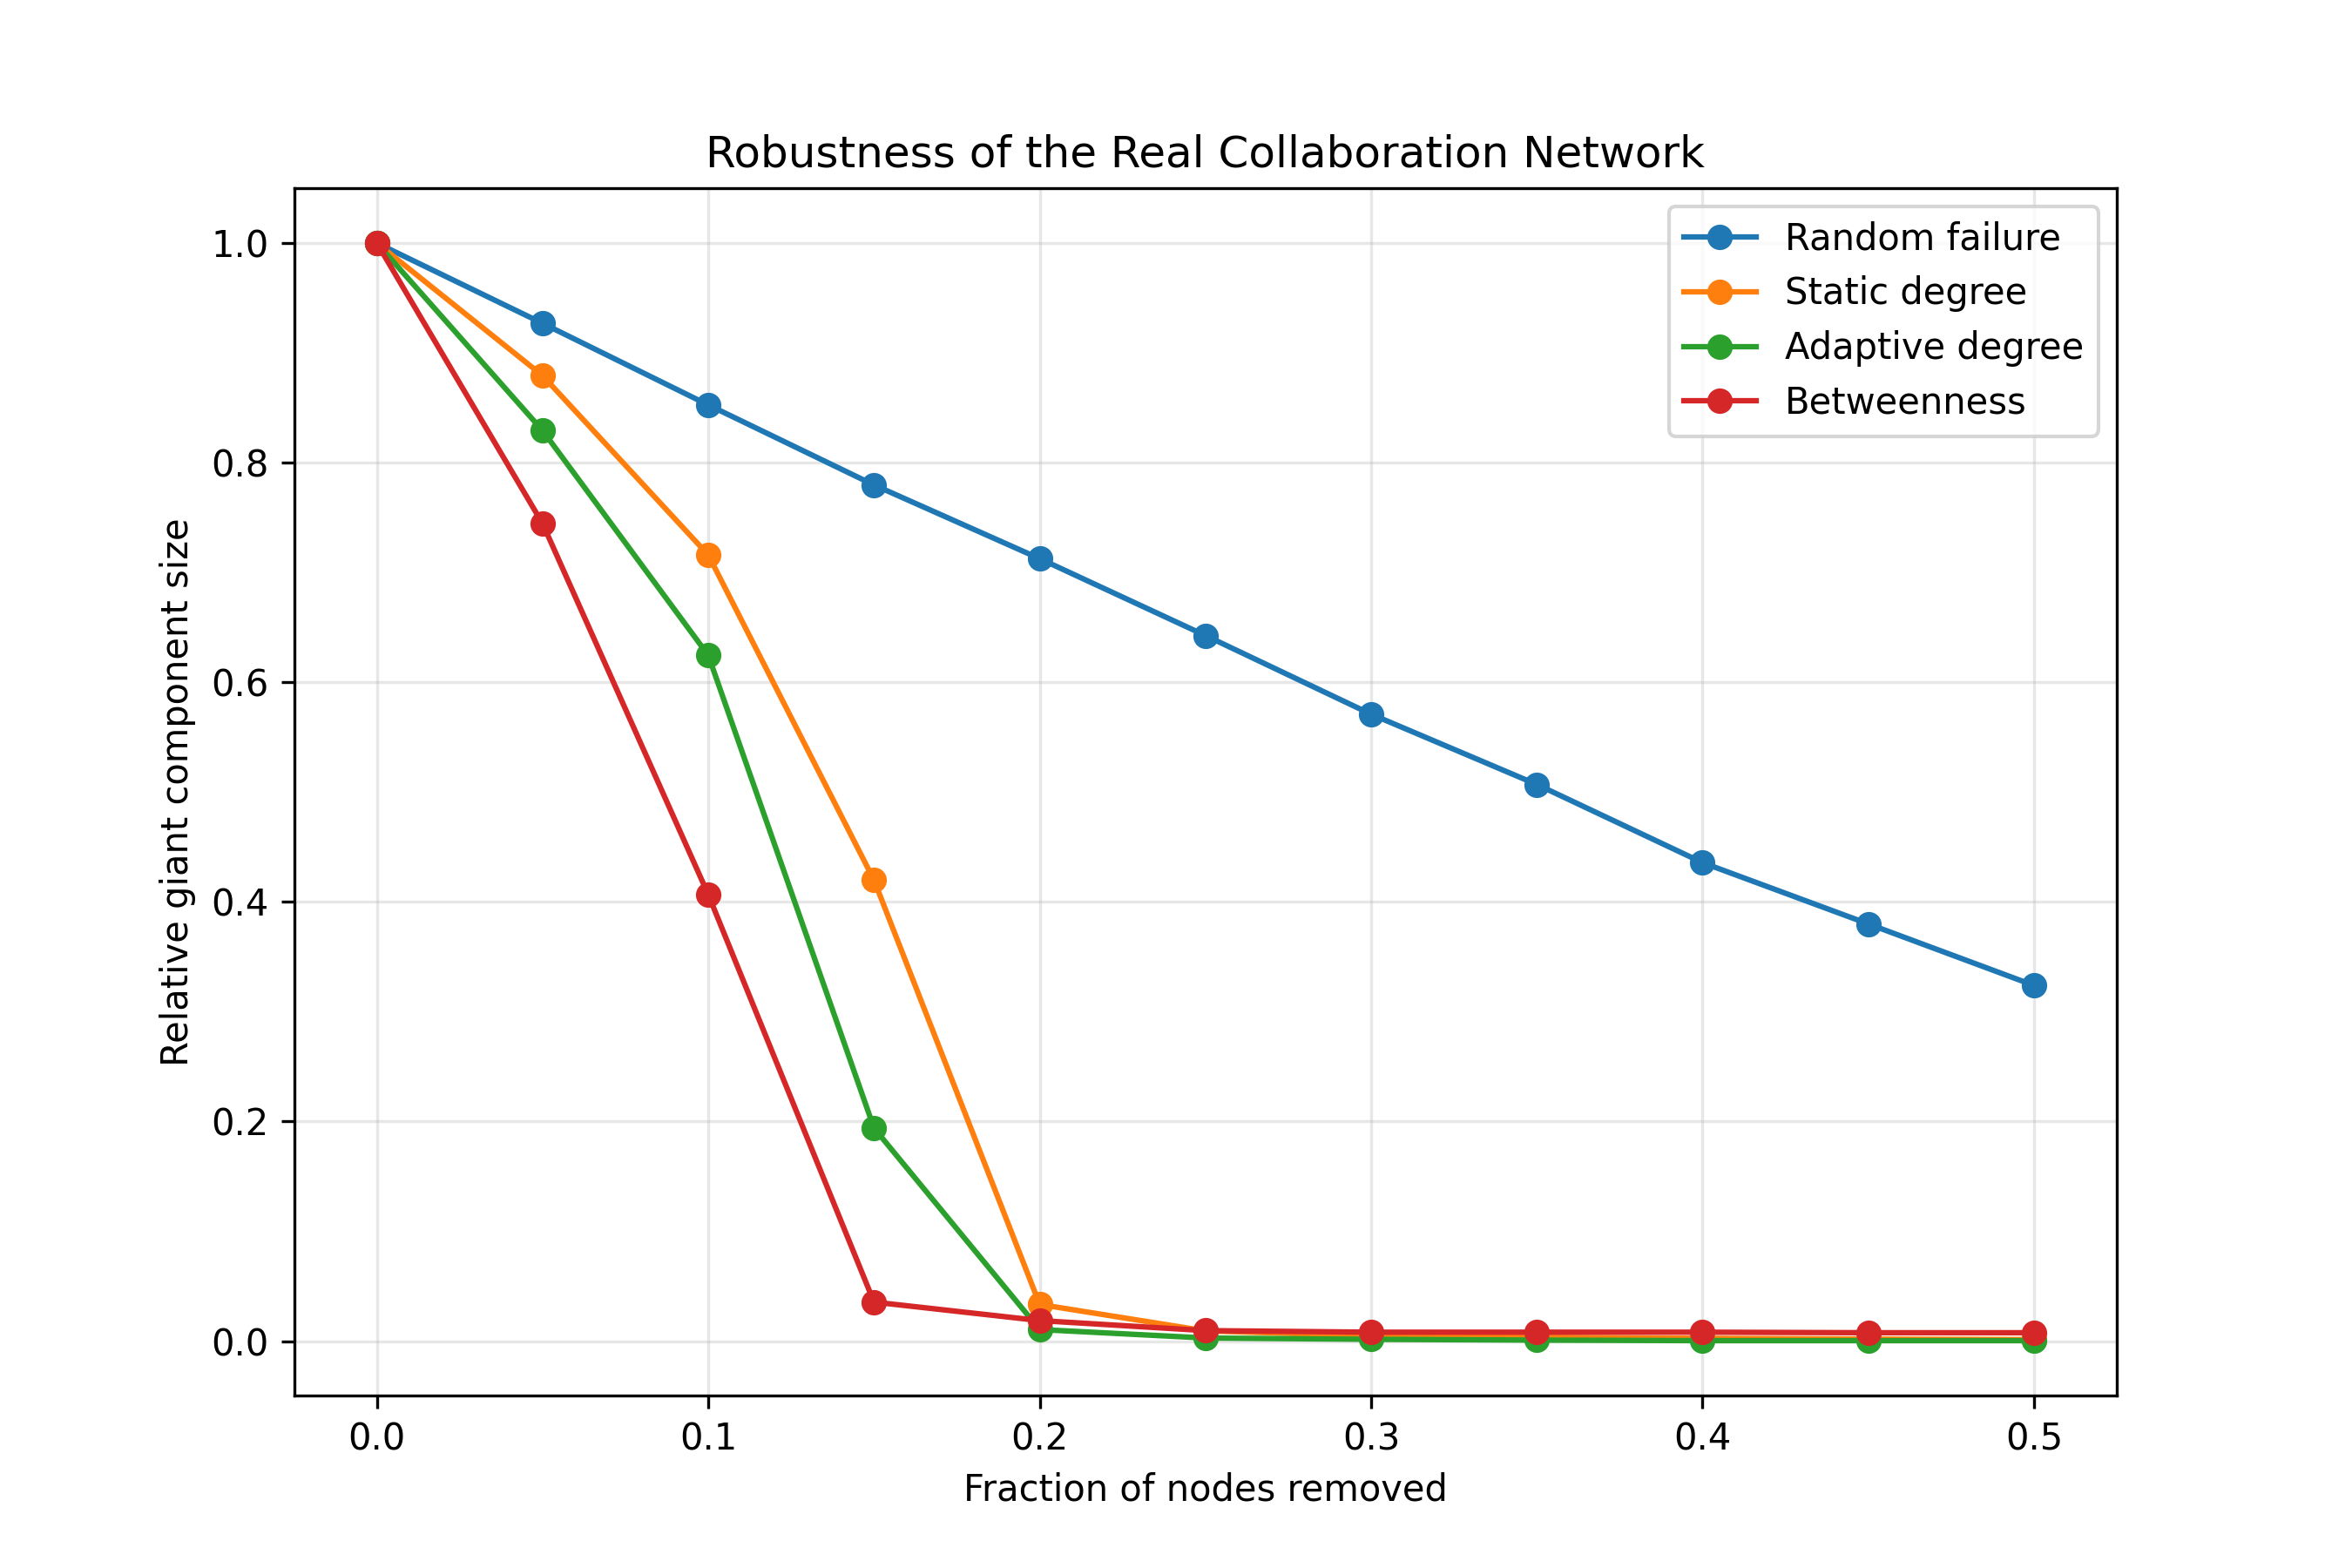 Robustness of the Real Collaboration Network
Random failure
Static degree
Adaptive degree
Betweenness
Relative giant component size
1.0
0.8
0.6
0.4
0.2
0.0
0.0 0.1 0.2 0.3 0.4 0.5
Fraction of nodes removed